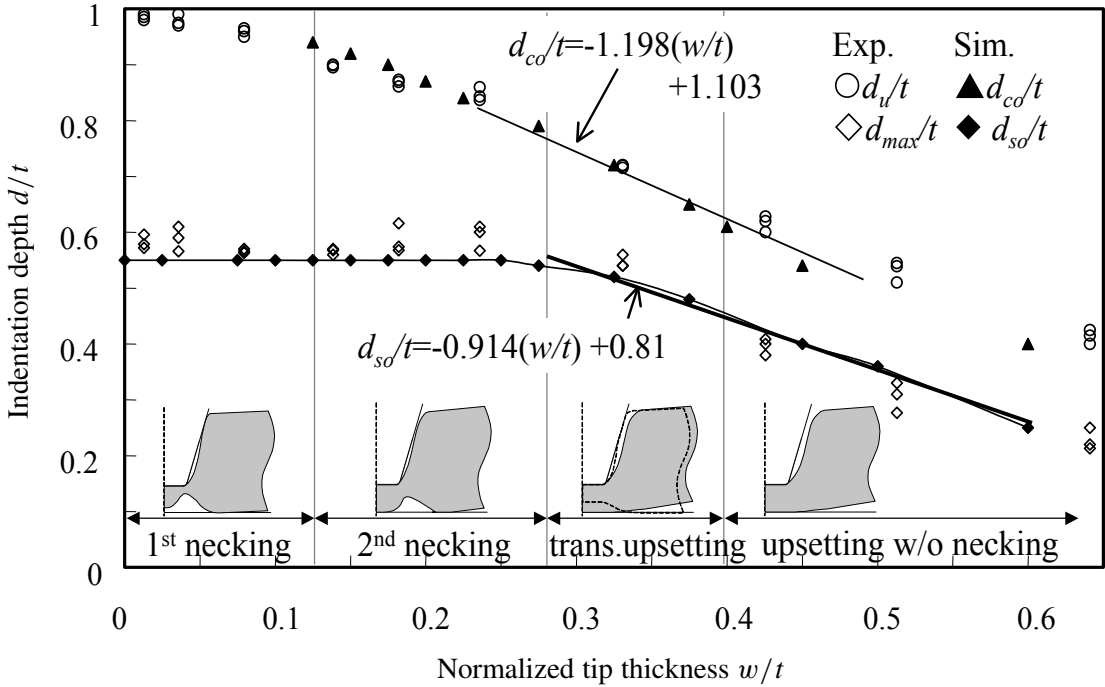 1
0.8
0.6
0.4
0.2
0
Indentation depth d/t
d_co/t=-1.198(w/t)
+1.103
Exp. Sim.
d_u/t d_co/t
d_max/t d_so/t
d_so/t=-0.914(w/t) +0.81
1st necking 2nd necking trans.upsetting upsetting w/o necking
0 0.1 0.2 0.3 0.4 0.5 0.6
Normalized tip thickness w/t